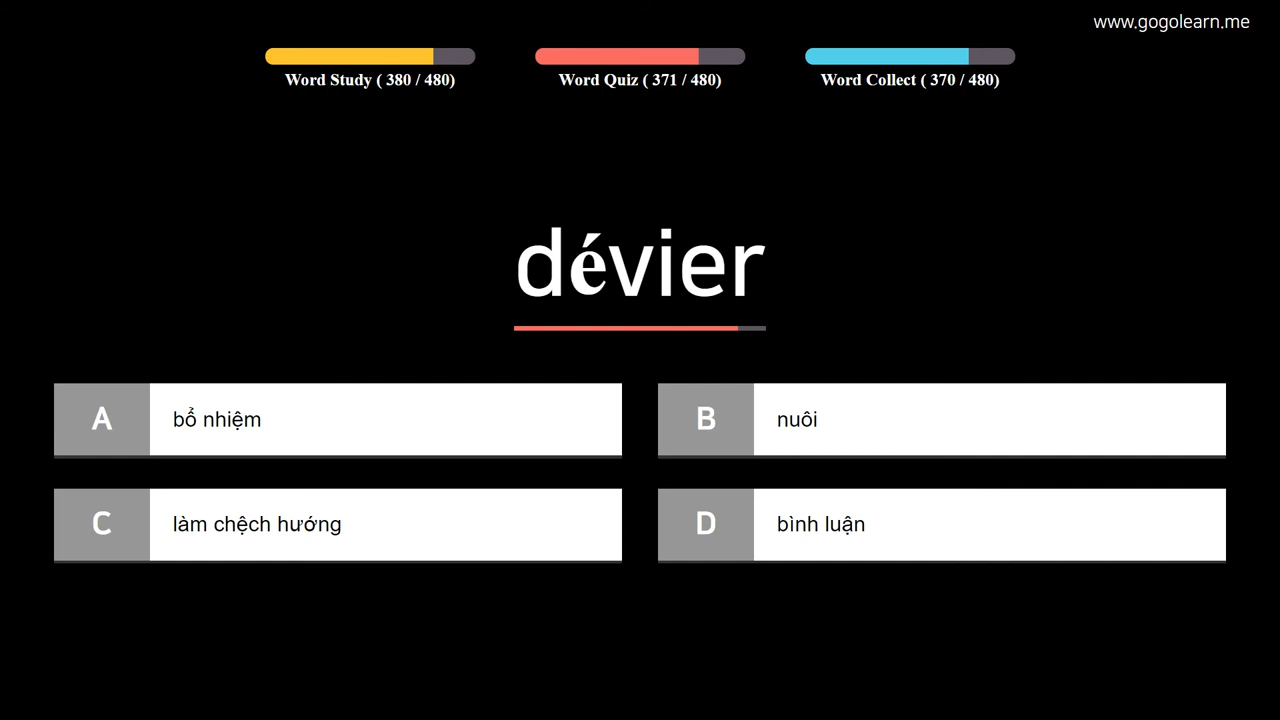 www.gogolearn.me
Word Study ( 380 / 480)
Word Quiz ( 371 / 480)
Word Collect ( 370 / 480)
dévier
A
bổ nhiệm
B
nuôi
C
làm chệch hướng
D
bình luận